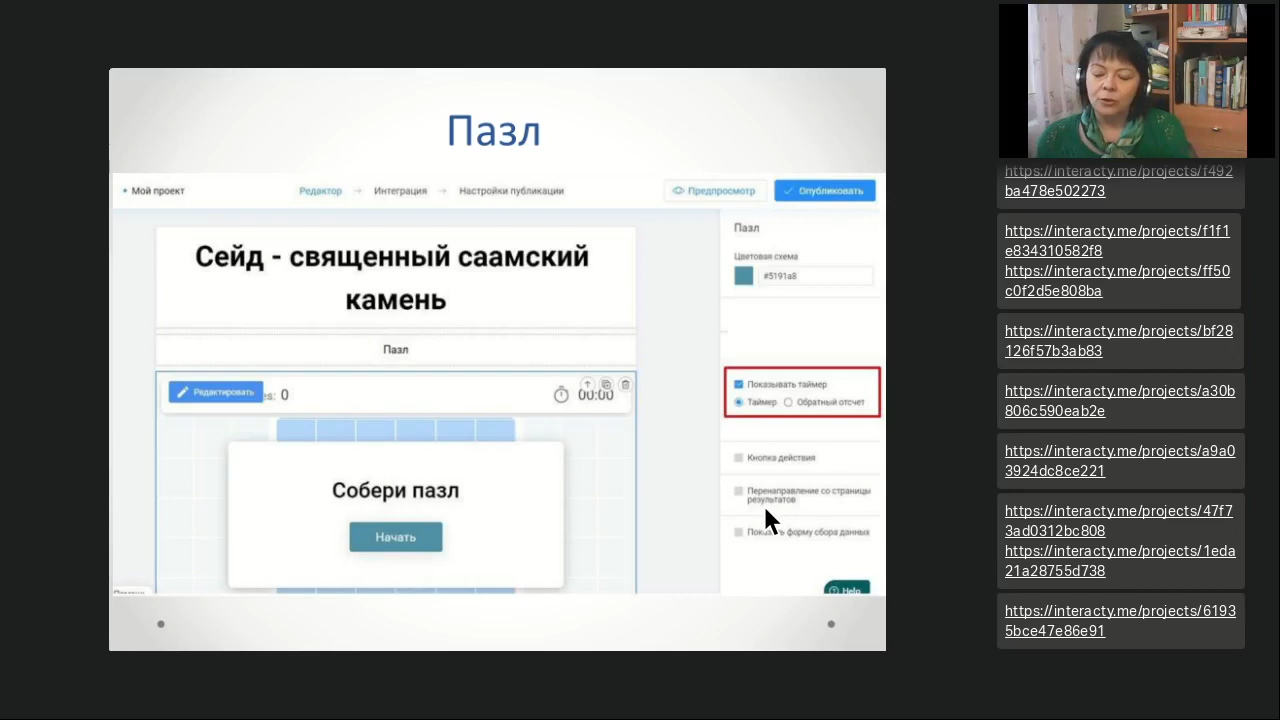 Пазл
Мой проект
Редактор
Интеграция
Настройки публикации
Предпросмотр
Опубликовать
Сейд - священный саамский
камень
Пазл
Редактировать
es: 0
00:00
Собери пазл
Начать
Пазл
Цветовая схема
#5191a8
Показывать таймер
Таймер
Обратный отсчет
Кнопка действия
Перенаправление со страницы
результатов
форму сбора данных
Help
https://interacty.me/projects/f492
ba478e502273
https://interacty.me/projects/f1f1
e834310582f8
https://interacty.me/projects/ff50
c0f2d5e808ba
https://interacty.me/projects/bf28
126f57b3ab83
https://interacty.me/projects/a30b
806c590eab2e
https://interacty.me/projects/a9a0
3924dc8ce221
https://interacty.me/projects/47f7
3ad0312bc808
https://interacty.me/projects/1eda
21a28755d738
https://interacty.me/projects/6193
5bce47e86e91